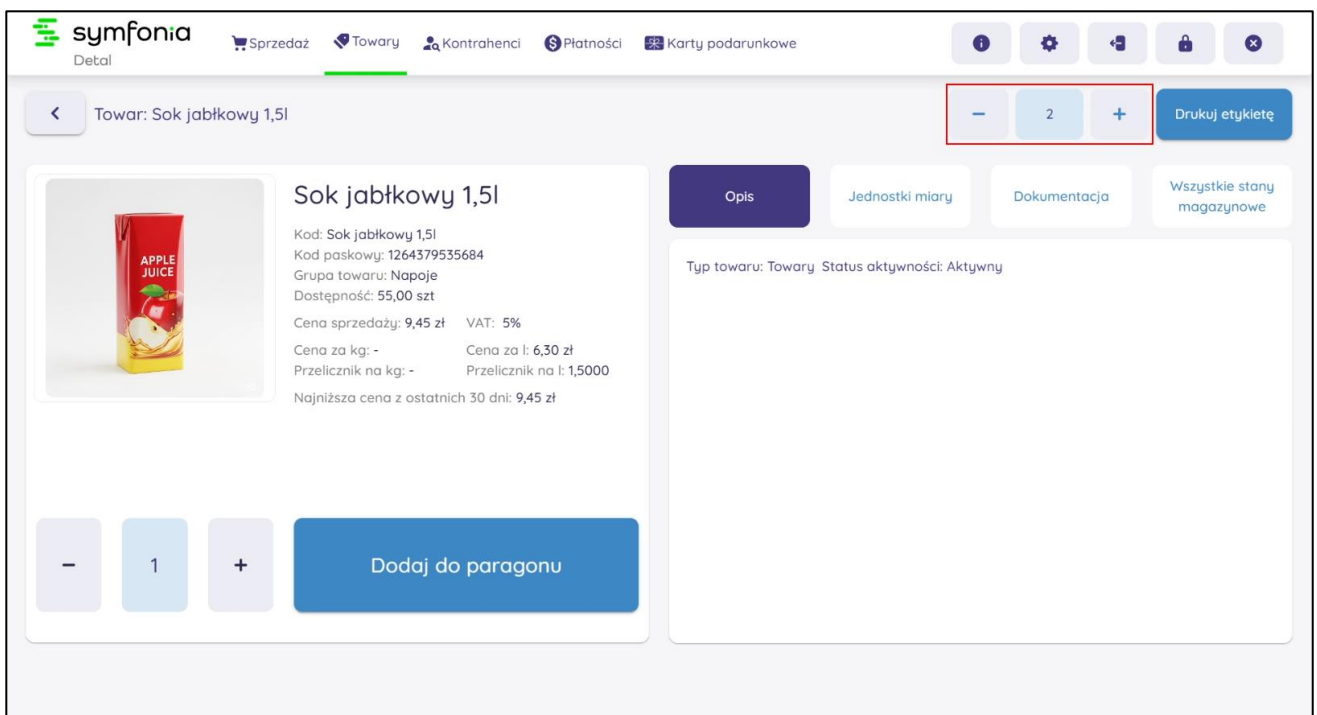 symfonia
Detal
Sprzedaż Towary Kontrahenci Płatności Karty podarunkowe
Towar: Sok jabłkowy 1,5l
− 2 + Drukuj etykietę
APPLE
JUICE
Sok jabłkowy 1,5l
Kod: Sok jabłkowy 1,5l
Kod paskowy: 1264379535684
Grupa towaru: Napoje
Dostępność: 55,00 szt
Cena sprzedaży: 9,45 zł VAT: 5%
Cena za kg: - Cena za l: 6,30 zł
Przelicznik na kg: - Przelicznik na l: 1,5000
Najniższa cena z ostatnich 30 dni: 9,45 zł
− 1 + Dodaj do paragonu
Opis Jednostki miary Dokumentacja Wszystkie stany
magazynowe
Typ towaru: Towary Status aktywności: Aktywny